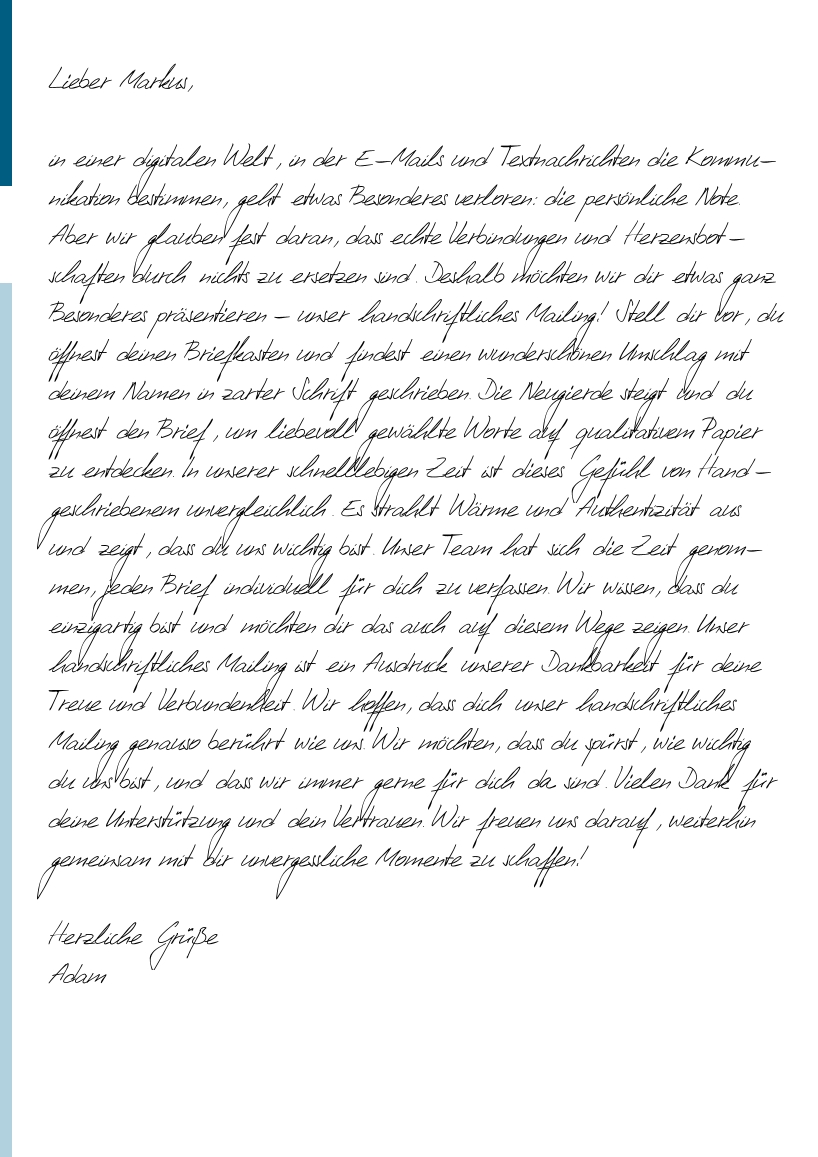 Lieber Markus,
in einer digitalen Welt, in der E-Mails und Textnachrichten die Kommu-
nikation bestimmen, geht etwas Besonderes verloren: die persönliche Note.
Aber wir glauben fest daran, dass echte Verbindungen und Herzensbot-
schaften durch nichts zu ersetzen sind. Deshalb möchten wir dir etwas ganz
Besonderes präsentieren - unser handschriftliches Mailing! Stell dir vor, du
öffnest deinen Briefkasten und findest einen wunderschönen Umschlag mit
deinem Namen in zarter Schrift geschrieben. Die Neugierde steigt und du
öffnest den Brief, um liebevoll gewählte Worte auf qualitativem Papier
zu entdecken. In unserer schnelllebigen Zeit ist dieses Gefühl von Hand-
geschriebenem unvergleichlich. Es strahlt Wärme und Authentizität aus
und zeigt, dass du uns wichtig bist. Unser Team hat sich die Zeit genom-
men, jeden Brief individuell für dich zu verfassen. Wir wissen, dass du
einzigartig bist und möchten dir das auch auf diesem Wege zeigen. Unser
handschriftliches Mailing ist ein Ausdruck unserer Dankbarkeit für deine
Treue und Verbundenheit. Wir hoffen, dass dich unser handschriftliches
Mailing genauso berührt wie uns. Wir möchten, dass du spürst, wie wichtig
du uns bist, und dass wir immer gerne für dich da sind. Vielen Dank für
deine Unterstützung und dein Vertrauen. Wir freuen uns darauf, weiterhin
gemeinsam mit dir unvergessliche Momente zu schaffen!
Herzliche Grüße
Adam